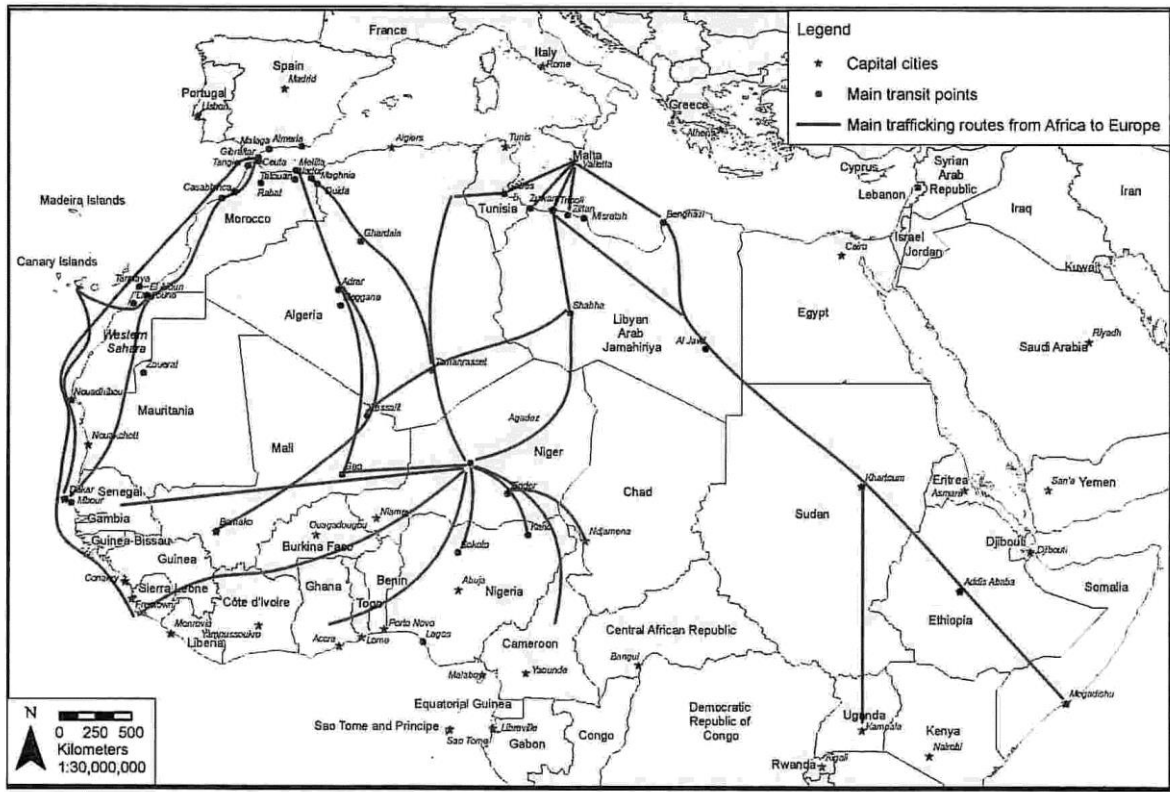 France
Spain
Madrid
Portugal
Lisbon
Italy
Rome
Greece
Athens
Legend
Capital cities
Main transit points
Main trafficking routes from Africa to Europe
Malaga
Almeria
Gibraltar
Tangier
Ceuta
Melilla
Nador
Tetouan
Maghnia
Oujda
Rabat
Casablanca
Morocco
Algiers
Tunis
Malta
Valletta
Gabes
Tunisia
Tripoli
Zlitan
Misratah
Benghazi
Cyprus
Lebanon
Syrian
Arab
Republic
Israel
Jordan
Iraq
Iran
Kuwait
Cairo
Madeira Islands
Canary Islands
Tarfaya
El Aioun
Western
Sahara
Ghardaia
Adrar
Algeria
Shabha
Libyan
Arab
Jamahiriya
Al Jawf
Egypt
Saudi Arabia
Riyadh
Zouerat
Tamanrasset
Nouadhibou
Mauritania
Nouakchott
Mali
Gao
Agadez
Niger
Chad
Sudan
Khartoum
Eritrea
Asmara
San'a
Yemen
Dakar
Mbour
Senegal
Gambia
Guinea-Bissau
Guinea
Bamako
Niamey
Ouagadougou
Burkina Faso
Kano
Ndjamena
Sokoto
Djibouti
Djibouti
Conakry
Sierra Leone
Freetown
Monrovia
Liberia
Côte d'Ivoire
Yamoussoukro
Ghana
Togo
Benin
Accra
Lome
Porto Novo
Lagos
Abuja
Nigeria
Addis Ababa
Ethiopia
Somalia
Cameroon
Yaounda
Malabo
Central African Republic
Bangui
Equatorial Guinea
Sao Tome and Principe
Sao Tome
Libreville
Gabon
Congo
Democratic
Republic of
Congo
Uganda
Kampala
Kenya
Nairobi
Rwanda
Kigali
Mogadishu
N
0 250 500
Kilometers
1:30,000,000